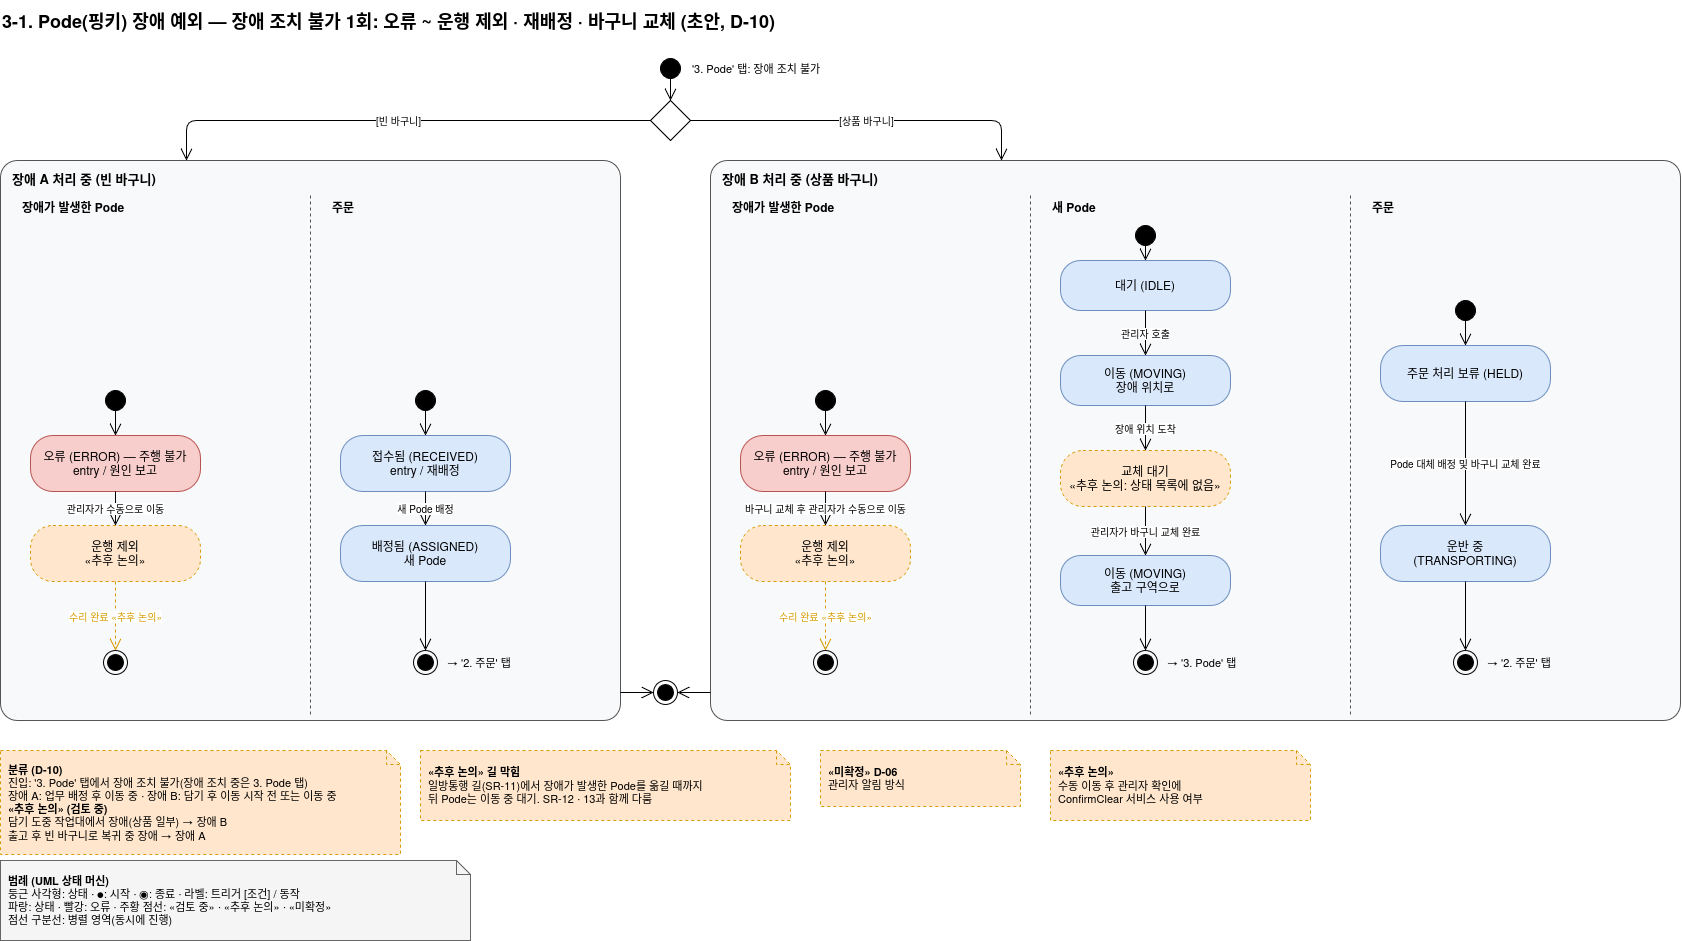 3-1. Pode(핑키) 장애 예외 — 장애 조치 불가 1회: 오류 ~ 운행 제외 · 재배정 · 바구니 교체 (초안, D-10)
'3. Pode' 탭: 장애 조치 불가
[빈 바구니]
[상품 바구니]
장애 A 처리 중 (빈 바구니)
장애가 발생한 Pode
주문
오류 (ERROR) — 주행 불가
entry / 원인 보고
관리자가 수동으로 이동
운행 제외
«추후 논의»
수리 완료 «추후 논의»
접수됨 (RECEIVED)
entry / 재배정
새 Pode 배정
배정됨 (ASSIGNED)
새 Pode
→ '2. 주문' 탭
장애 B 처리 중 (상품 바구니)
장애가 발생한 Pode
새 Pode
주문
오류 (ERROR) — 주행 불가
entry / 원인 보고
바구니 교체 후 관리자가 수동으로 이동
운행 제외
«추후 논의»
수리 완료 «추후 논의»
대기 (IDLE)
관리자 호출
이동 (MOVING)
장애 위치로
장애 위치 도착
교체 대기
«추후 논의: 상태 목록에 없음»
관리자가 바구니 교체 완료
이동 (MOVING)
출고 구역으로
→ '3. Pode' 탭
주문 처리 보류 (HELD)
Pode 대체 배정 및 바구니 교체 완료
운반 중
(TRANSPORTING)
→ '2. 주문' 탭
분류 (D-10)
진입: '3. Pode' 탭에서 장애 조치 불가(장애 조치 중은 3. Pode 탭)
장애 A: 업무 배정 후 이동 중 · 장애 B: 담기 후 이동 시작 전 또는 이동 중
«추후 논의» (검토 중)
담기 도중 작업대에서 장애(상품 일부) → 장애 B
출고 후 빈 바구니로 복귀 중 장애 → 장애 A
«추후 논의» 길 막힘
일방통행 길(SR-11)에서 장애가 발생한 Pode를 옮길 때까지
뒤 Pode는 이동 중 대기. SR-12 · 13과 함께 다룸
«미확정» D-06
관리자 알림 방식
«추후 논의»
수동 이동 후 관리자 확인에
ConfirmClear 서비스 사용 여부
범례 (UML 상태 머신)
둥근 사각형: 상태 · ●: 시작 · ◉: 종료 · 라벨: 트리거 [조건] / 동작
파랑: 상태 · 빨강: 오류 · 주황 점선: «검토 중» · «추후 논의» · «미확정»
점선 구분선: 병렬 영역(동시에 진행)